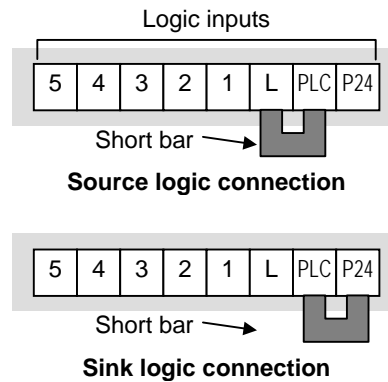 Logic inputs
5 4 3 2 1 L PLC P24
Short bar
Source logic connection
5 4 3 2 1 L PLC P24
Short bar
Sink logic connection